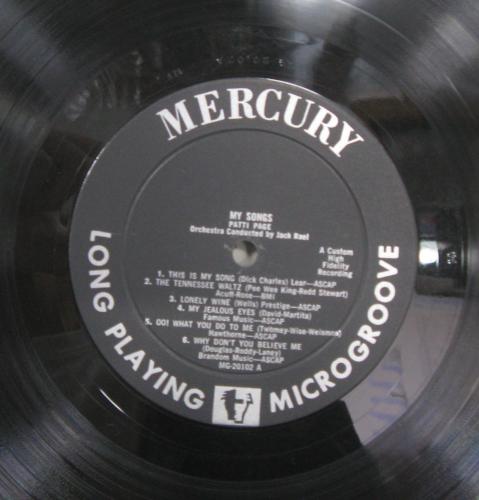 MERCURY
MY SONGS
PATTI PAGE
Orchestra Conducted by Jack Rael
A Custom
High
Fidelity
Recording
1. THIS IS MY SONG (Dick Charles) Lear—ASCAP
2. THE TENNESSEE WALTZ (Pee Wee King-Redd Stewart)
Acuff-Rose—BMI
3. LONELY WINE (Wells) Prestige—ASCAP
4. MY JEALOUS EYES (David-Martita)
Famous Music—ASCAP
5. OO! WHAT YOU DO TO ME (Twomey-Wise-Weisman)
Hawthorne—ASCAP
6. WHY DON'T YOU BELIEVE ME
(Douglas-Roddy-Laney)
Brandom Music—ASCAP
MG-20102 A
LONG PLAYING
MICROGROOVE